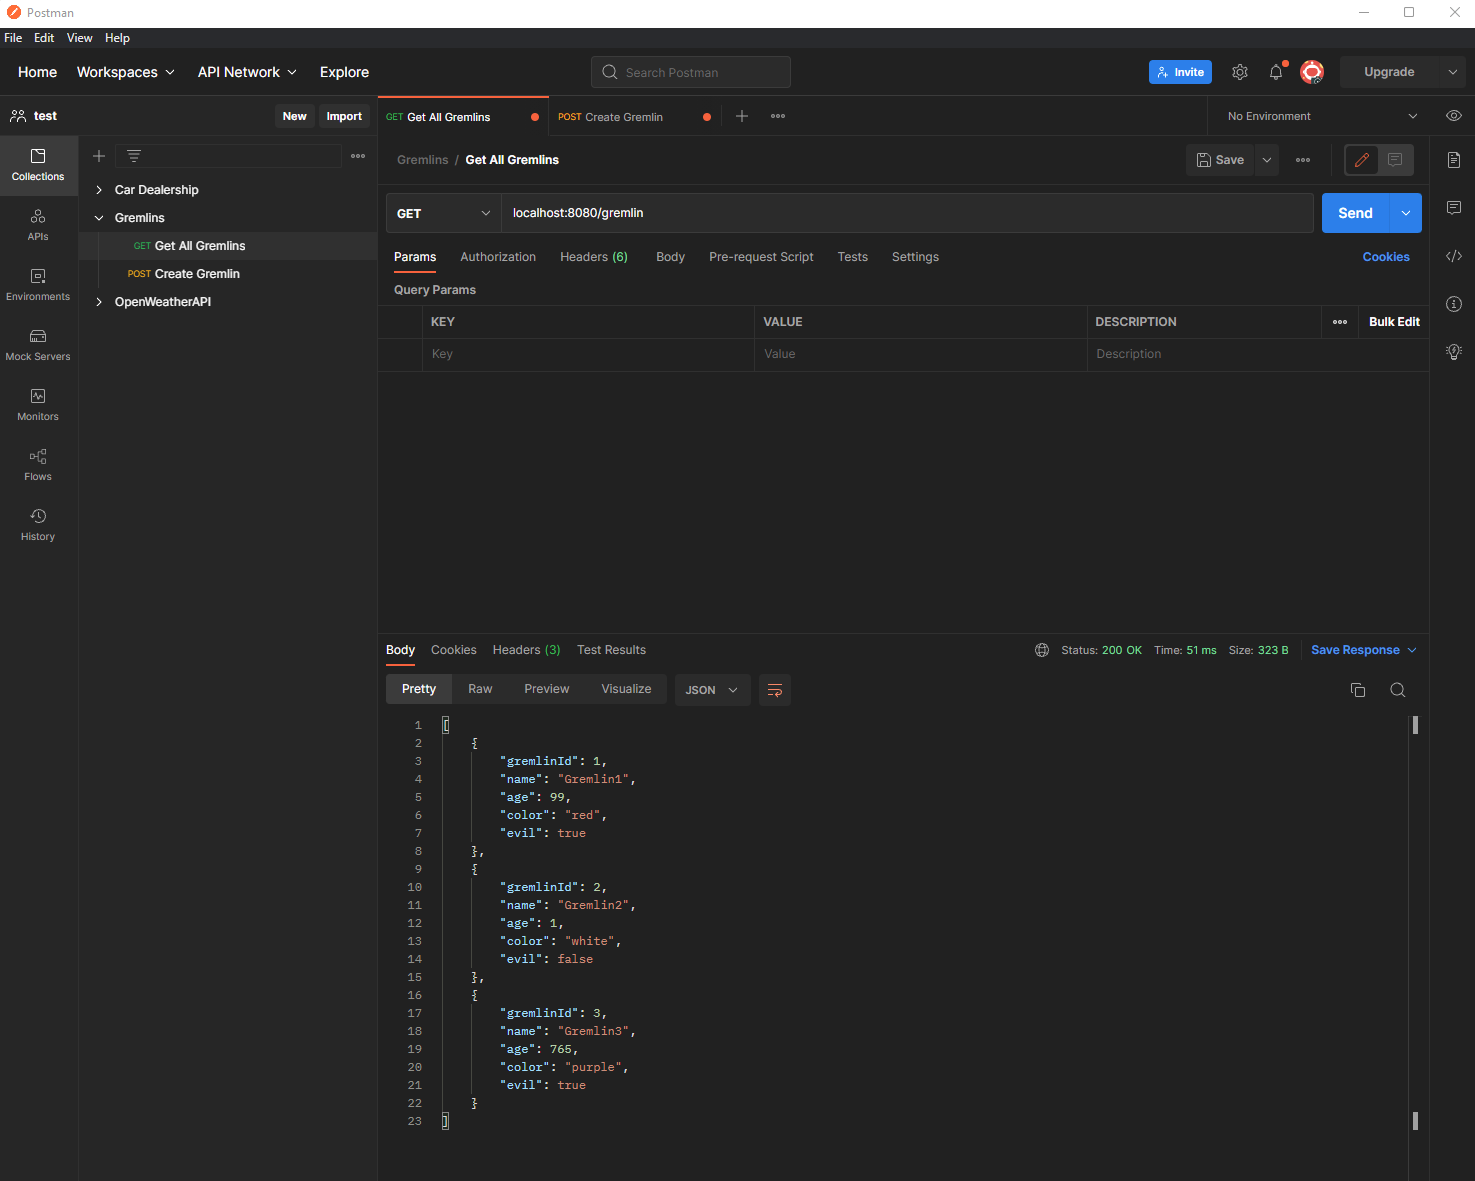 Postman
File Edit View Help
Home Workspaces API Network Explore Search Postman Invite Upgrade
test New Import
GET Get All Gremlins POST Create Gremlin No Environment
Collections
APIs
Environments
Mock Servers
Monitors
Flows
History
Car Dealership
Gremlins
GET Get All Gremlins
POST Create Gremlin
OpenWeatherAPI
Gremlins / Get All Gremlins Save
GET localhost:8080/gremlin Send
Params Authorization Headers (6) Body Pre-request Script Tests Settings Cookies
Query Params
KEY VALUE DESCRIPTION Bulk Edit
Key Value Description
Body Cookies Headers (3) Test Results Status: 200 OK Time: 51 ms Size: 323 B Save Response
Pretty Raw Preview Visualize JSON
1 [
2 {
3 "gremlinId": 1,
4 "name": "Gremlin1",
5 "age": 99,
6 "color": "red",
7 "evil": true
8 },
9 {
10 "gremlinId": 2,
11 "name": "Gremlin2",
12 "age": 1,
13 "color": "white",
14 "evil": false
15 },
16 {
17 "gremlinId": 3,
18 "name": "Gremlin3",
19 "age": 765,
20 "color": "purple",
21 "evil": true
22 }
23 ]